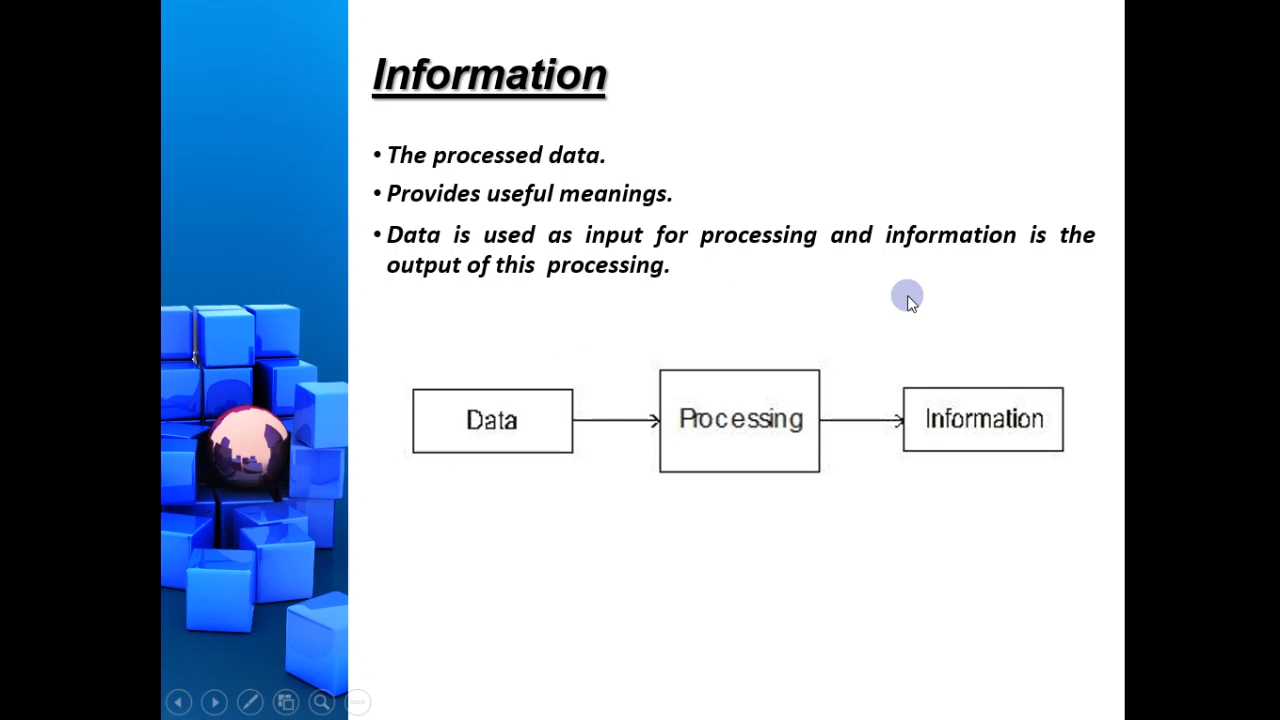 Information
• The processed data.
• Provides useful meanings.
• Data is used as input for processing and information is the
output of this processing.
Data
Processing
Information